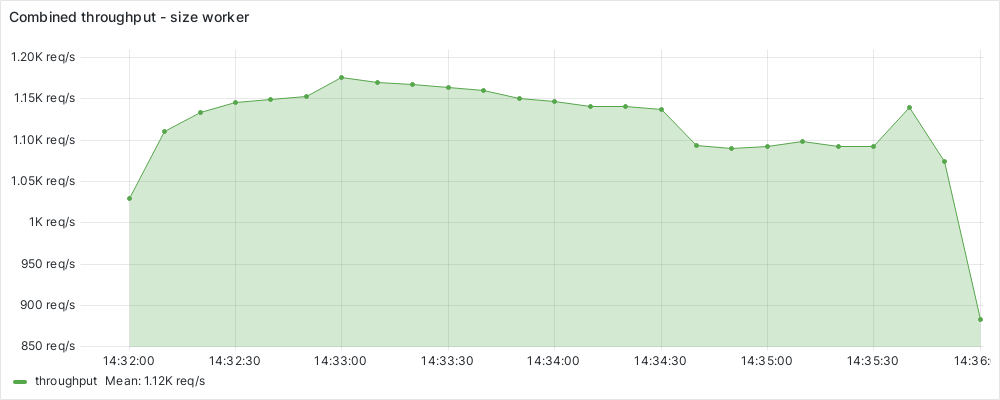 Combined throughput - size worker
1.20K req/s
1.15K req/s
1.10K req/s
1.05K req/s
1K req/s
950 req/s
900 req/s
850 req/s
14:32:00 14:32:30 14:33:00 14:33:30 14:34:00 14:34:30 14:35:00 14:35:30 14:36:
throughput Mean: 1.12K req/s